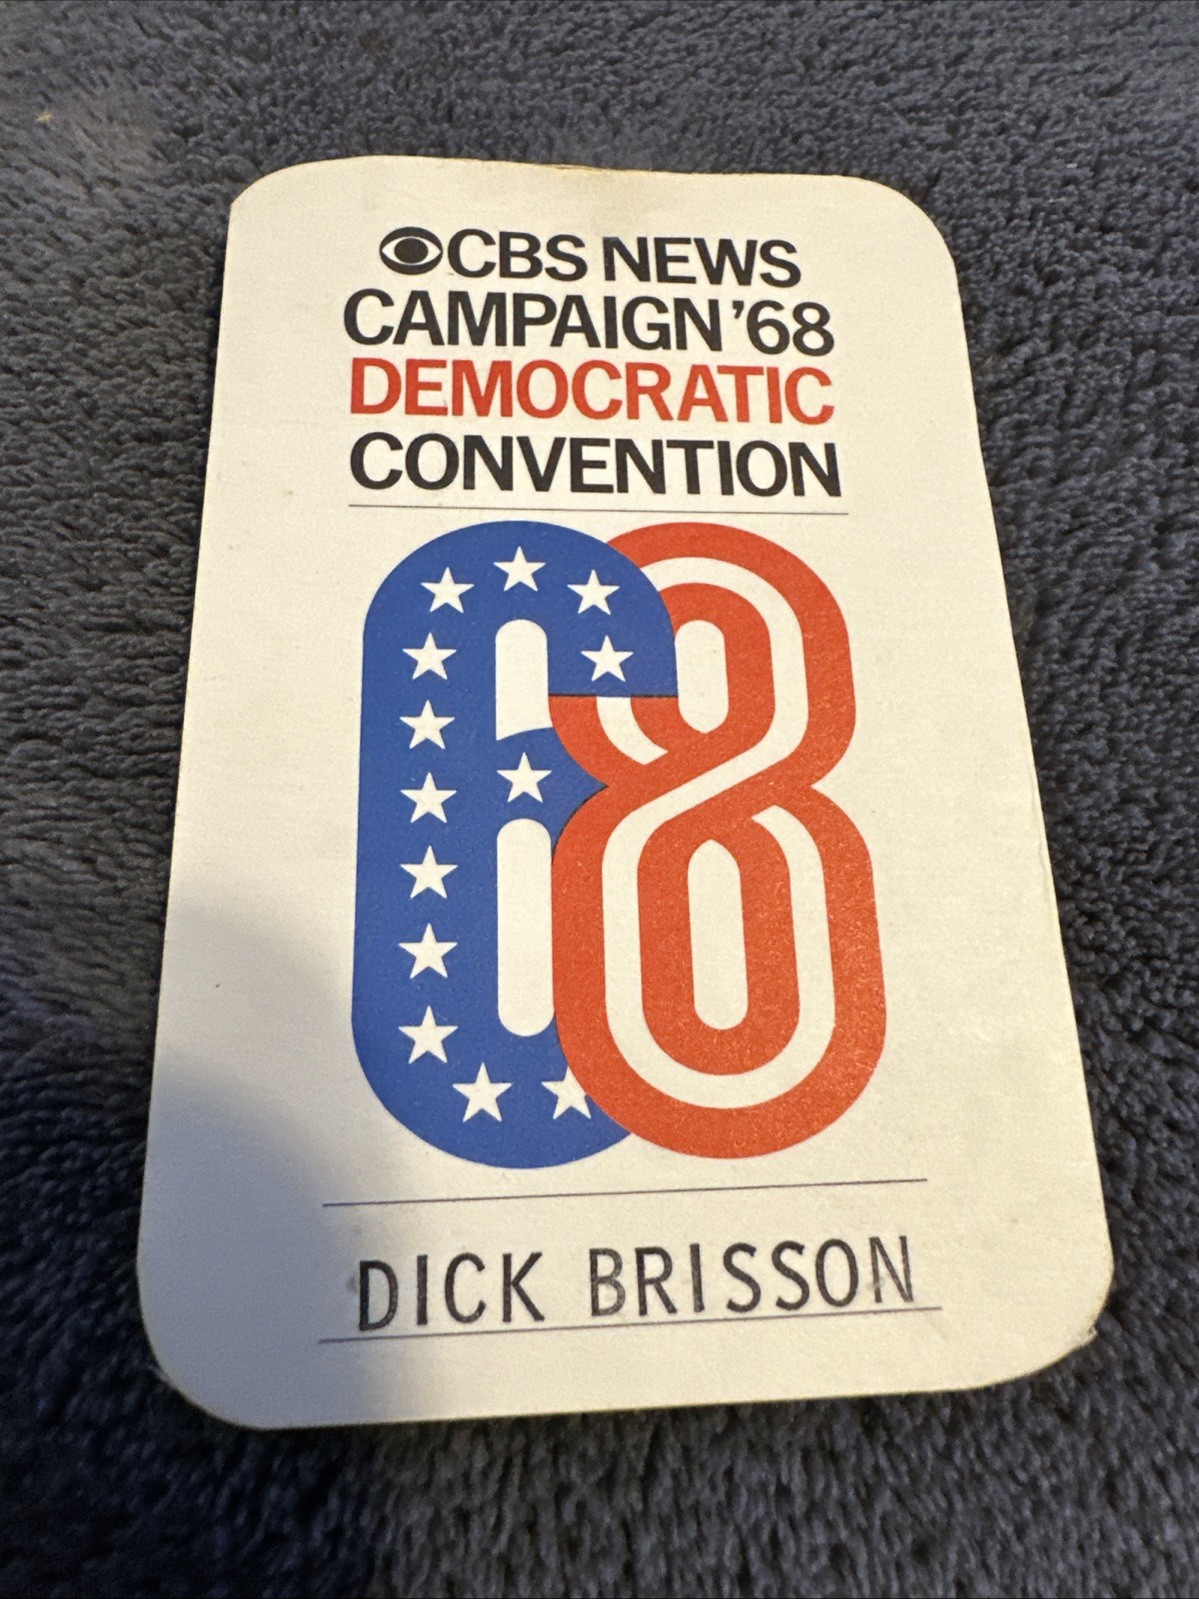 CBS NEWS
CAMPAIGN '68
DEMOCRATIC
CONVENTION
68
DICK BRISSON